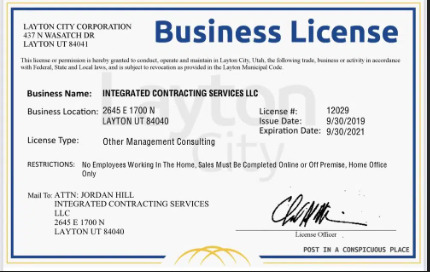 LAYTON CITY CORPORATION
437 N WASATCH DR
LAYTON UT 84041
Business License
This license or permission is hereby granted to conduct, operate and maintain in Layton City, Utah, the following trade, business or activity in accordance
with Federal, State and Local laws, and is subject to revocation as provided in the Layton Municipal Code.
Layton
City
Business Name: INTEGRATED CONTRACTING SERVICES LLC
Business Location: 2645 E 1700 N
LAYTON UT 84040
License #: 12029
Issue Date: 9/30/2019
Expiration Date: 9/30/2021
License Type: Other Management Consulting
RESTRICTIONS: No Employees Working In The Home, Sales Must Be Completed Online or Off Premise, Home Office
Only
Mail To: ATTN: JORDAN HILL
INTEGRATED CONTRACTING SERVICES
LLC
2645 E 1700 N
LAYTON UT 84040
License Officer
POST IN A CONSPICUOUS PLACE